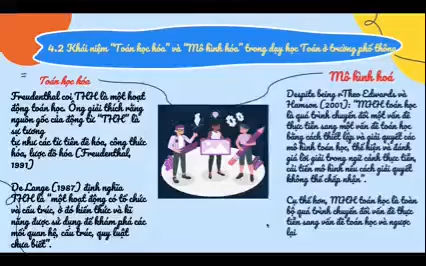 4.2 Khái niệm "Toán học hóa" và "Mô hình hóa" trong dạy học Toán ở trường phổ thông
Toán học hóa
Freudenthal coi THH là một hoạt
động toán học. Ông giải thích rằng
nguồn gốc của động từ "THH" là
sự tương
tự như các từ tiên đề hóa, công thức
hóa, lược đồ hóa (Freudenthal,
1991)
De Lange (1987) định nghĩa
THH là "một hoạt động có tổ chức
và cấu trúc, ở đó kiến thức và kĩ
năng được sử dụng để khám phá các
mối quan hệ, cấu trúc, quy luật
chưa biết".
Mô hình hoá
Despite being rTheo Edwards và
Hamson (2001): "MHH toán học
là quá trình chuyển đổi một vấn đề
thực tiễn sang một vấn đề toán học
bằng cách thiết lập và giải quyết các
mô hình toán học, thể hiện và đánh
giá lời giải trong ngữ cảnh thực tiễn,
cải tiến mô hình nếu cách giải quyết
không thể chấp nhận".
Cụ thể hơn, MHH toán học là toàn
bộ quá trình chuyển đổi vấn đề thực
tiễn sang vấn đề toán học và ngược
lại